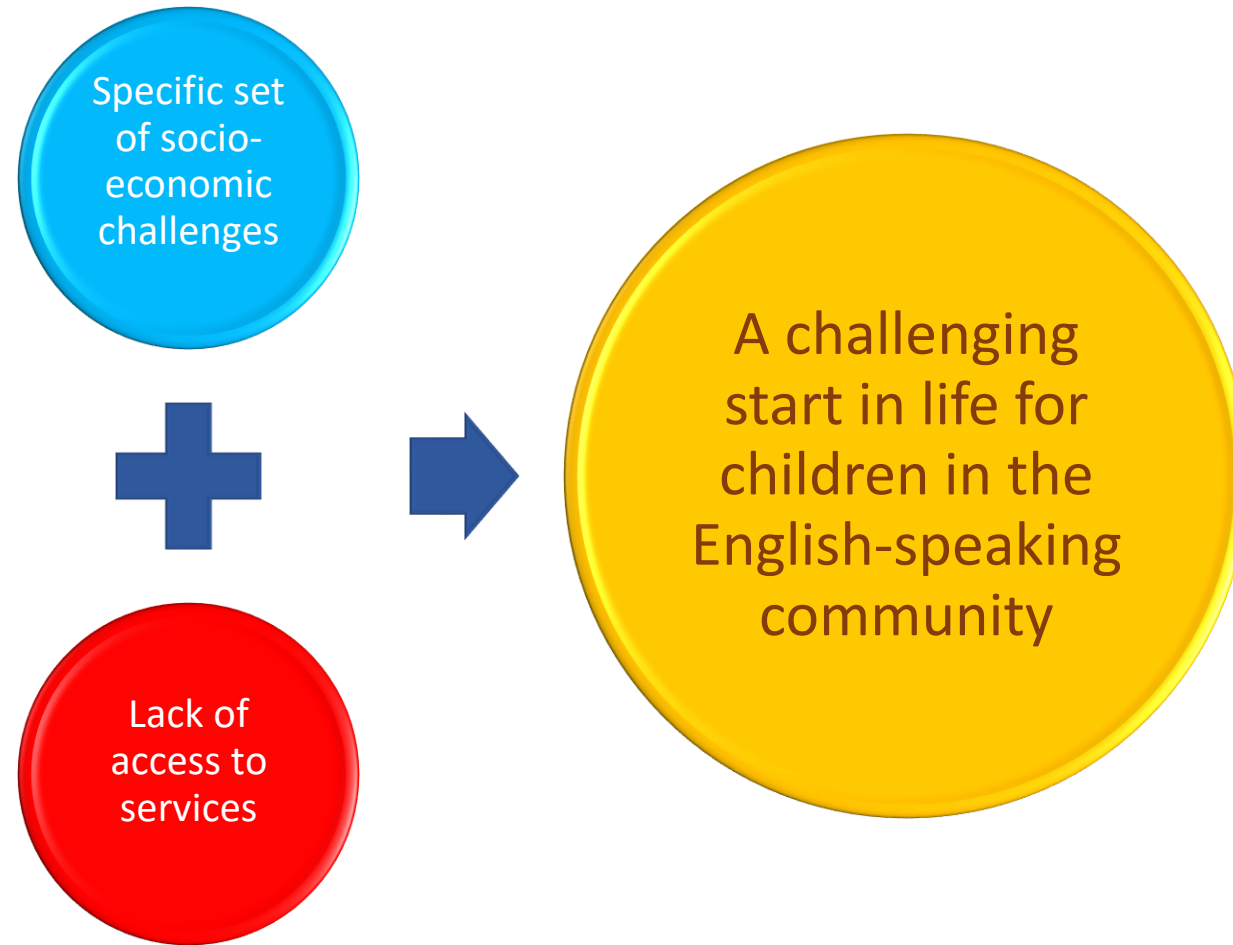 Specific set
of socio-
economic
challenges
Lack of
access to
services
A challenging
start in life for
children in the
English-speaking
community